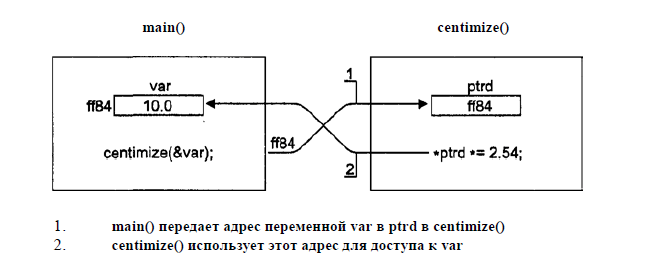 main() centimize()
1
var ptrd
ff84 10.0 ff84
centimize(&var); ff84 *ptrd *= 2.54;
2
1. main() передает адрес переменной var в ptrd в centimize()
2. centimize() использует этот адрес для доступа к var